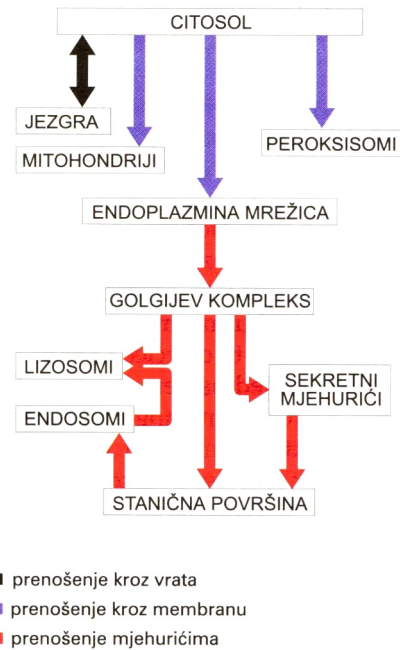 CITOSOL
JEZGRA
MITOHONDRIJI
PEROKSISOMI
ENDOPLAZMINA MREŽICA
GOLGIJEV KOMPLEKS
LIZOSOMI
SEKRETNI
MJEHURIĆI
ENDOSOMI
STANIČNA POVRŠINA
prenošenje kroz vrata
prenošenje kroz membranu
prenošenje mjehurićima